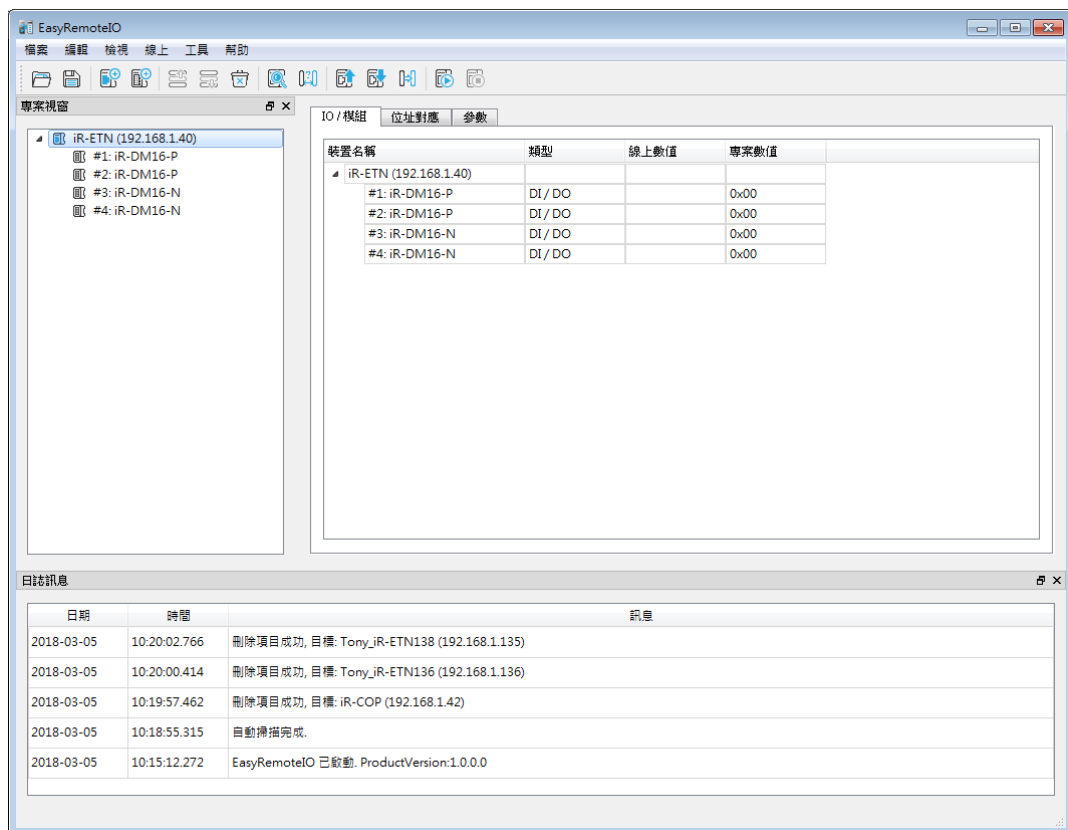 EasyRemoteIO
檔案 編輯 檢視 線上 工具 幫助
專案視窗
iR-ETN (192.168.1.40)
#1: iR-DM16-P
#2: iR-DM16-P
#3: iR-DM16-N
#4: iR-DM16-N
IO / 模組 位址對應 參數
裝置名稱 類型 線上數值 專案數值
iR-ETN (192.168.1.40)
#1: iR-DM16-P DI / DO 0x00
#2: iR-DM16-P DI / DO 0x00
#3: iR-DM16-N DI / DO 0x00
#4: iR-DM16-N DI / DO 0x00
日誌訊息
日期 時間 訊息
2018-03-05 10:20:02.766 刪除項目成功, 目標: Tony_iR-ETN138 (192.168.1.135)
2018-03-05 10:20:00.414 刪除項目成功, 目標: Tony_iR-ETN136 (192.168.1.136)
2018-03-05 10:19:57.462 刪除項目成功, 目標: iR-COP (192.168.1.42)
2018-03-05 10:18:55.315 自動掃描完成.
2018-03-05 10:15:12.272 EasyRemoteIO 已啟動. ProductVersion:1.0.0.0